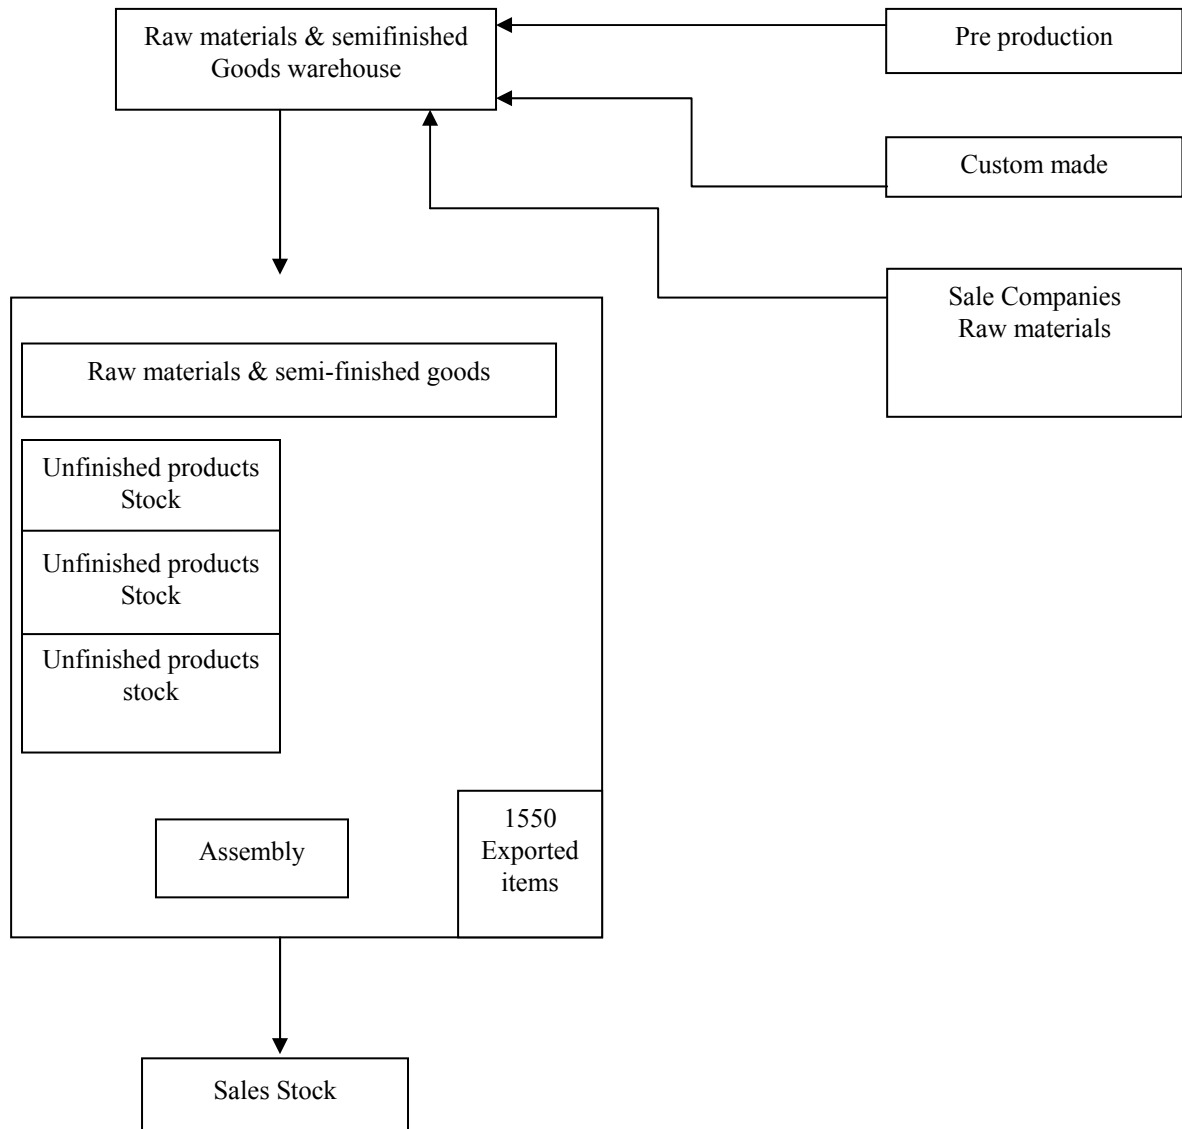 Raw materials & semifinished
Goods warehouse
Pre production
Custom made
Sale Companies
Raw materials
Raw materials & semi-finished goods
Unfinished products
Stock
Unfinished products
Stock
Unfinished products
stock
Assembly
1550
Exported
items
Sales Stock